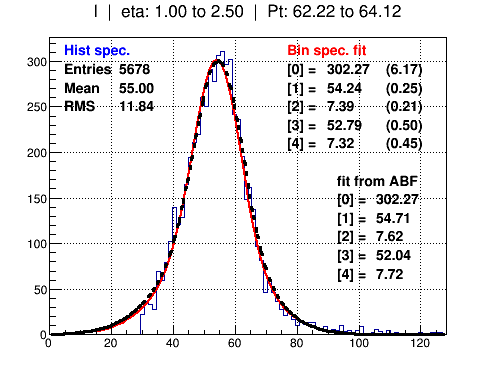 I | eta: 1.00 to 2.50 | Pt: 62.22 to 64.12
Hist spec.
Entries 5678
Mean 55.00
RMS 11.84
Bin spec. fit
[0] = 302.27 (6.17)
[1] = 54.24 (0.25)
[2] = 7.39 (0.21)
[3] = 52.79 (0.50)
[4] = 7.32 (0.45)
fit from ABF
[0] = 302.27
[1] = 54.71
[2] = 7.62
[3] = 52.04
[4] = 7.72
300
250
200
150
100
50
0
0 20 40 60 80 100 120